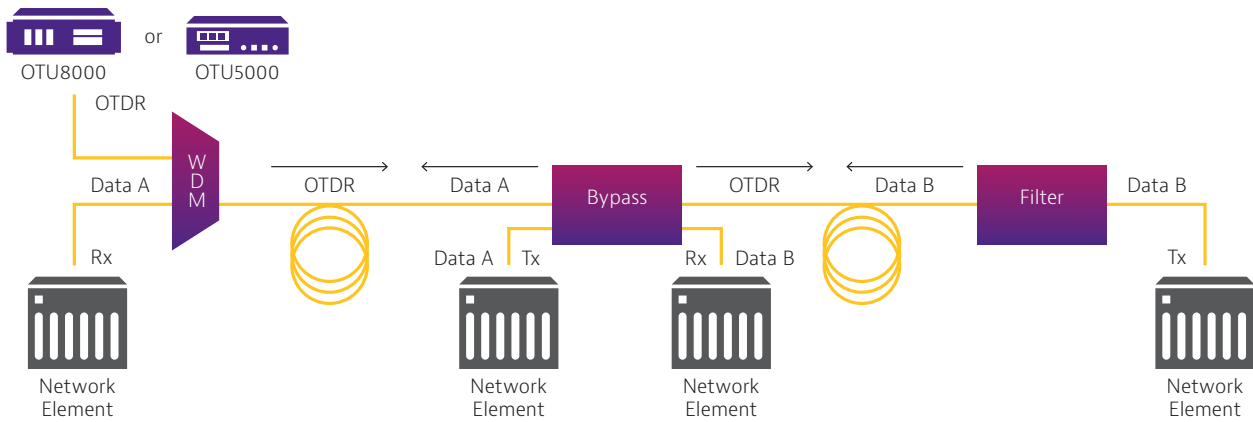 or
OTU8000
OTU5000
OTDR
WDM
Data A
OTDR
Data A
Bypass
OTDR
Data B
Filter
Data B
Rx
Data A
Tx
Rx
Data B
Tx
Network
Element
Network
Element
Network
Element
Network
Element